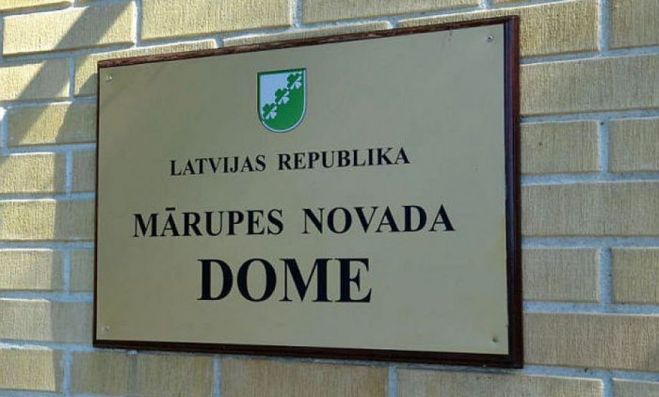 LATVIJAS REPUBLIKA
MĀRUPES NOVADA
DOME